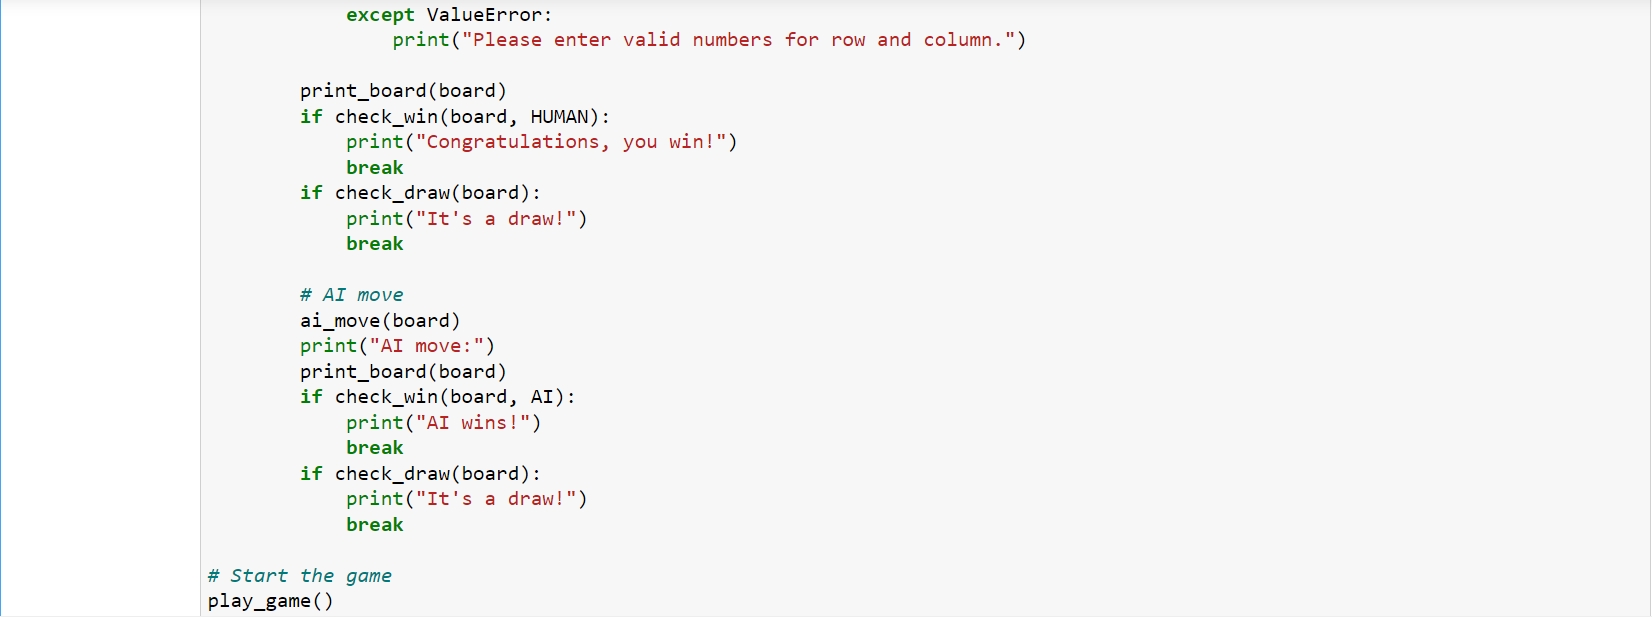 except ValueError:
print("Please enter valid numbers for row and column.")
print_board(board)
if check_win(board, HUMAN):
print("Congratulations, you win!")
break
if check_draw(board):
print("It's a draw!")
break
# AI move
ai_move(board)
print("AI move:")
print_board(board)
if check_win(board, AI):
print("AI wins!")
break
if check_draw(board):
print("It's a draw!")
break
# Start the game
play_game()